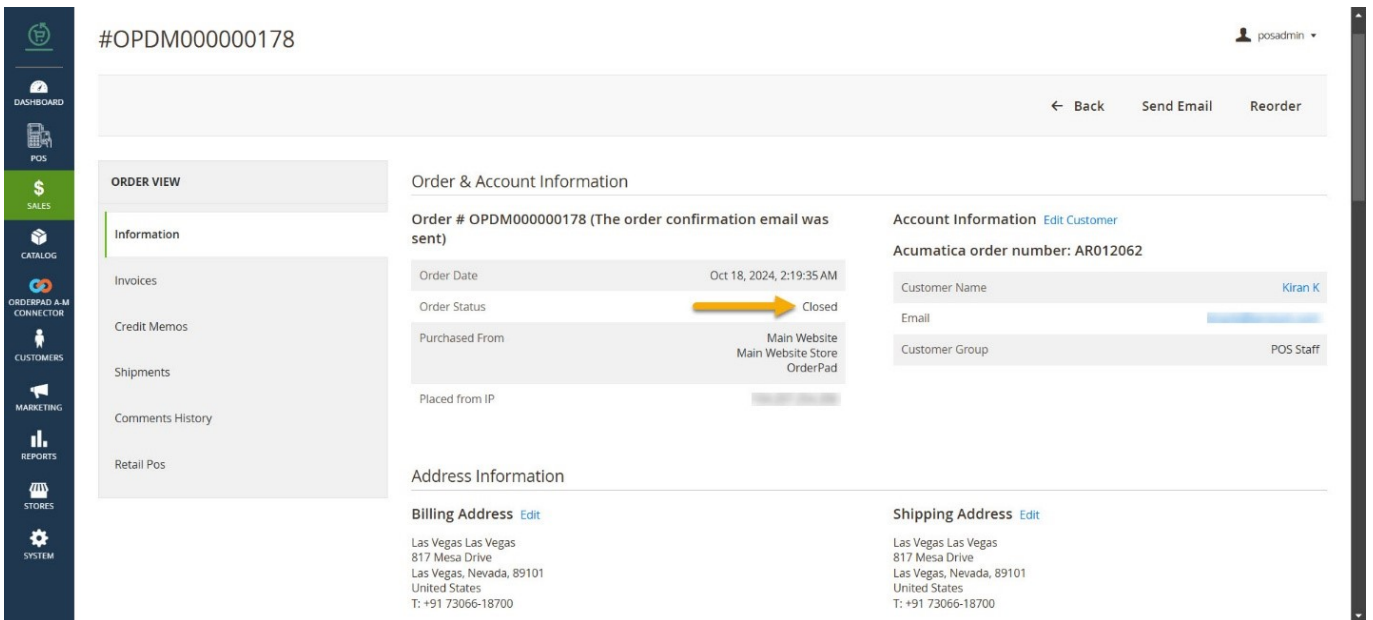 #OPDM000000178
posadmin
← Back Send Email Reorder
DASHBOARD
POS
$
SALES
CATALOG
ORDERPAD A-M
CONNECTOR
CUSTOMERS
MARKETING
REPORTS
STORES
SYSTEM
ORDER VIEW
Information
Invoices
Credit Memos
Shipments
Comments History
Retail Pos
Order & Account Information
Order # OPDM000000178 (The order confirmation email was
sent)
Order Date Oct 18, 2024, 2:19:35 AM
Order Status Closed
Purchased From Main Website
Main Website Store
OrderPad
Placed from IP
Account Information Edit Customer
Acumatica order number: AR012062
Customer Name Kiran K
Email
Customer Group POS Staff
Address Information
Billing Address Edit
Las Vegas Las Vegas
817 Mesa Drive
Las Vegas, Nevada, 89101
United States
T: +91 73066-18700
Shipping Address Edit
Las Vegas Las Vegas
817 Mesa Drive
Las Vegas, Nevada, 89101
United States
T: +91 73066-18700